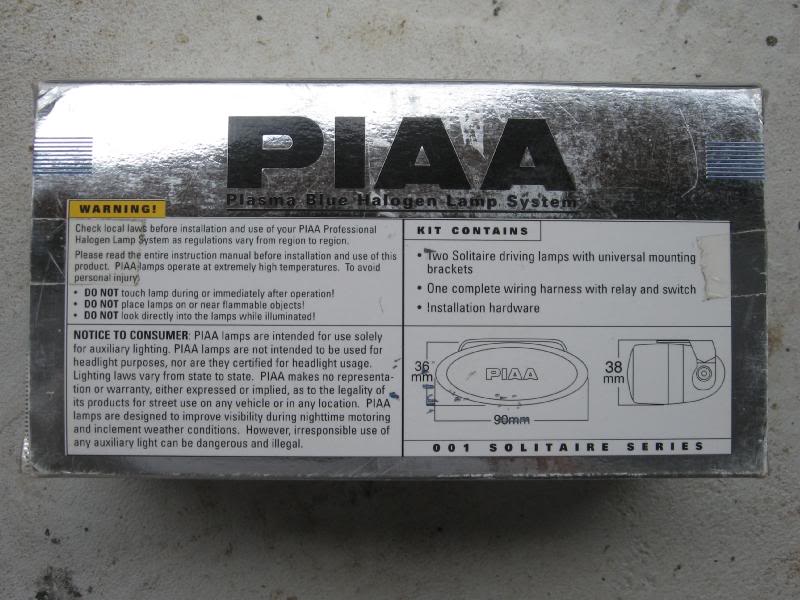 PIAA
Plasma Blue Halogen Lamp System
WARNING!
Check local laws before installation and use of your PIAA Professional
Halogen Lamp System as regulations vary from region to region.
Please read the entire instruction manual before installation and use of this
product. PIAA lamps operate at extremely high temperatures. To avoid
personal injury:
• DO NOT touch lamp during or immediately after operation!
• DO NOT place lamps on or near flammable objects!
• DO NOT look directly into the lamps while illuminated!
NOTICE TO CONSUMER: PIAA lamps are intended for use solely
for auxiliary lighting. PIAA lamps are not intended to be used for
headlight purposes, nor are they certified for headlight usage.
Lighting laws vary from state to state. PIAA makes no representa-
tion or warranty, either expressed or implied, as to the legality of
its products for street use on any vehicle or in any location. PIAA
lamps are designed to improve visibility during nighttime motoring
and inclement weather conditions. However, irresponsible use of
any auxiliary light can be dangerous and illegal.
KIT CONTAINS
• Two Solitaire driving lamps with universal mounting
brackets
• One complete wiring harness with relay and switch
• Installation hardware
36
mm
PIAA
90mm
38
mm
001 SOLITAIRE SERIES